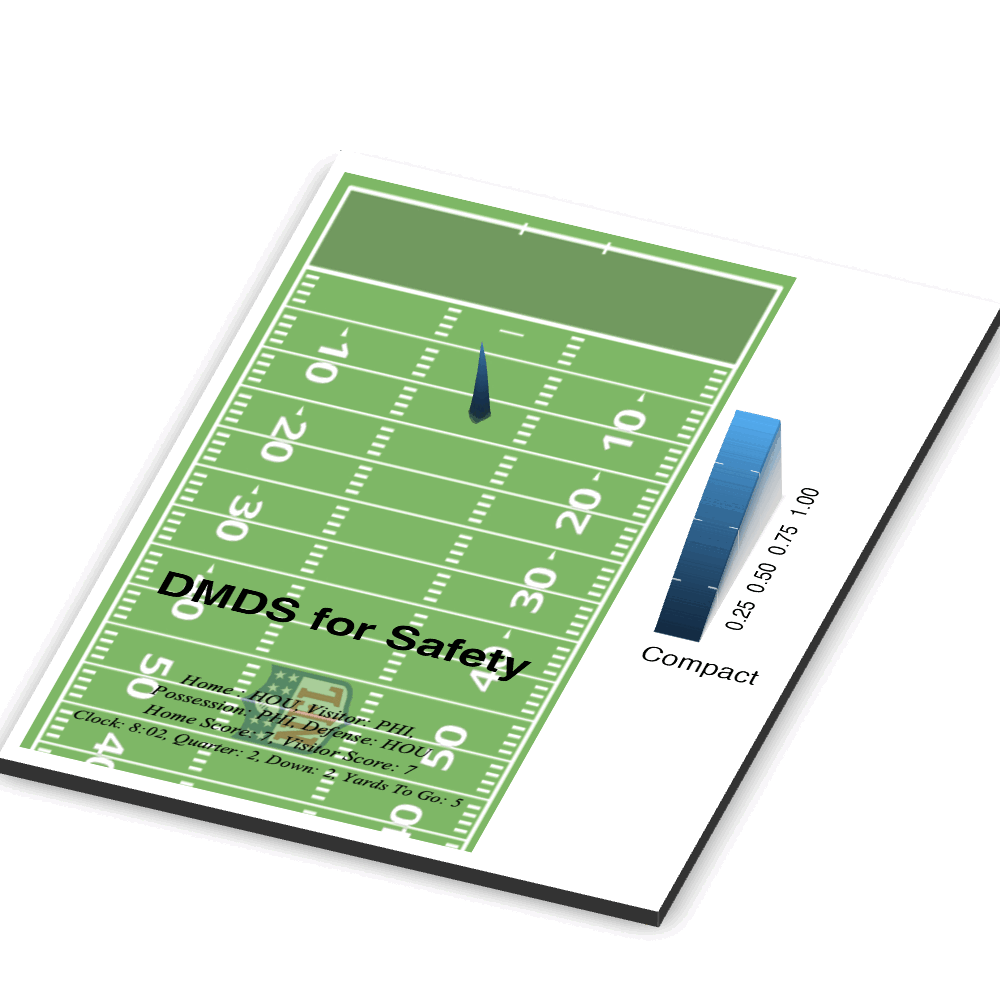 10
10
20
20
30
30
DMDS for Safety
40
50
50
Home : HOU, Visitor: PHI,
Possession: PHI, Defense: HOU
Home Score: 7, Visitor Score: 7
Clock: 8:02, Quarter: 2, Down: 2, Yards To Go: 5
40
1.00
0.75
0.50
0.25
Compact